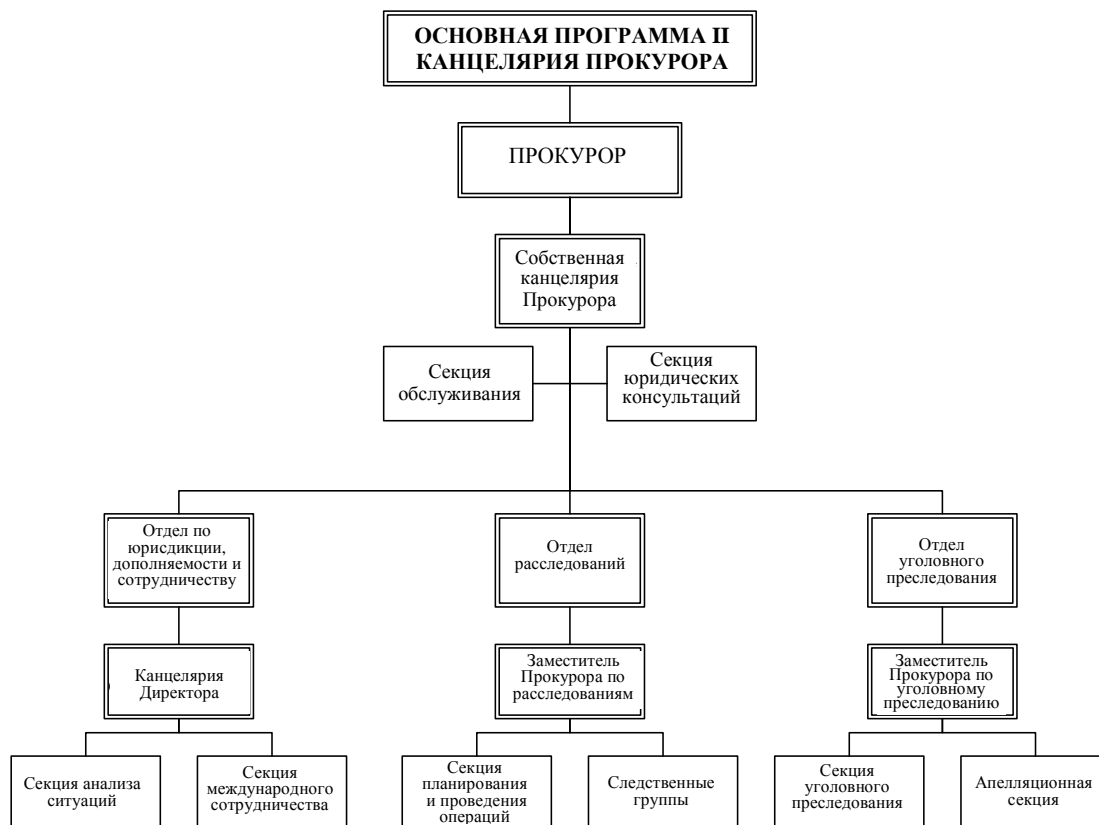 ОСНОВНАЯ ПРОГРАММА II
КАНЦЕЛЯРИЯ ПРОКУРОРА
ПРОКУРОР
Собственная
канцелярия
Прокурора
Секция
обслуживания
Секция
юридических
консультаций
Отдел по
юрисдикции,
дополняемости и
сотрудничеству
Отдел
расследований
Отдел
уголовного
преследования
Канцелярия
Директора
Заместитель
Прокурора по
расследованиям
Заместитель
Прокурора по
уголовному
преследованию
Секция анализа
ситуаций
Секция
международного
сотрудничества
Секция
планирования
и проведения
операций
Следственные
группы
Секция
уголовного
преследования
Апелляционная
секция